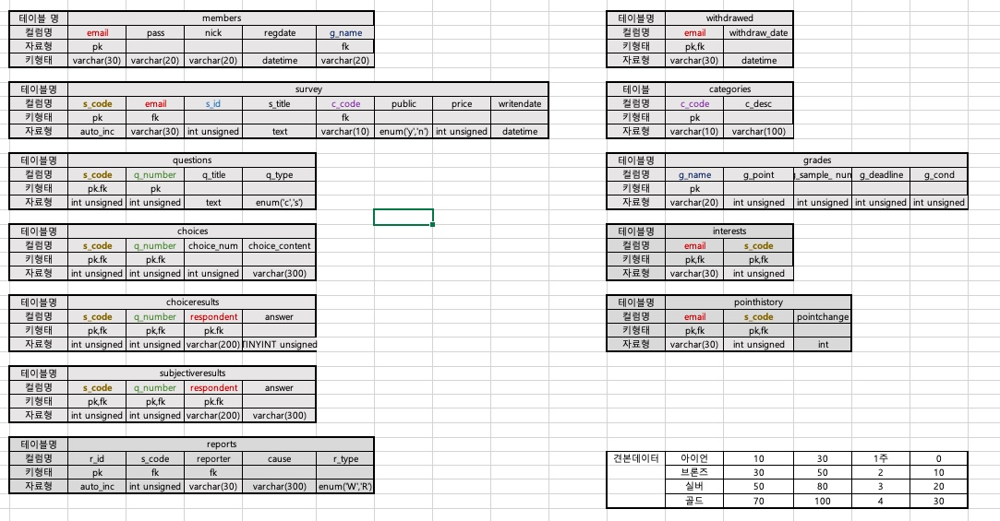 테이블 명 members
컬럼명 email pass nick regdate g_name
자료형 pk fk
키형태 varchar(30) varchar(20) varchar(20) datetime varchar(20)
테이블명 survey
컬럼명 s_code email s_id s_title c_code public price writendate
키형태 pk fk fk
자료형 auto_inc varchar(30) int unsigned text varchar(10) enum('y','n') int unsigned datetime
테이블명 questions
컬럼명 s_code q_number q_title q_type
키형태 pk.fk pk
자료형 int unsigned int unsigned text enum('c','s')
테이블명 choices
컬럼명 s_code q_number choice_num choice_content
키형태 pk.fk pk.fk
자료형 int unsigned int unsigned int unsigned varchar(300)
테이블명 choiceresults
컬럼명 s_code q_number respondent answer
키형태 pk,fk pk,fk pk.fk
자료형 int unsigned int unsigned varchar(200) TINYINT unsigned
테이블명 subjectiveresults
컬럼명 s_code q_number respondent answer
키형태 pk,fk pk,fk pk.fk
자료형 int unsigned int unsigned varchar(200) varchar(300)
테이블명 reports
컬럼명 r_id s_code reporter cause r_type
키형태 pk fk fk
자료형 auto_inc int unsigned varchar(30) varchar(300) enum('W','R')
테이블명 withdrawed
컬럼명 email withdraw_date
키형태 pk,fk
자료형 varchar(30) datetime
테이블 categories
컬럼명 c_code c_desc
키형태 pk
자료형 varchar(10) varchar(100)
테이블명 grades
컬럼명 g_name g_point g_sample_ num g_deadline g_cond
키형태 pk
자료형 varchar(20) int unsigned int unsigned int unsigned int unsigned
테이블명 interests
컬럼명 email s_code
키형태 pk,fk pk,fk
자료형 varchar(30) int unsigned
테이블명 pointhistory
컬럼명 email s_code pointchange
키형태 pk,fk pk,fk
자료형 varchar(30) int unsigned int
견본데이터 아이언 10 30 1주 0
브론즈 30 50 2 10
실버 50 80 3 20
골드 70 100 4 30